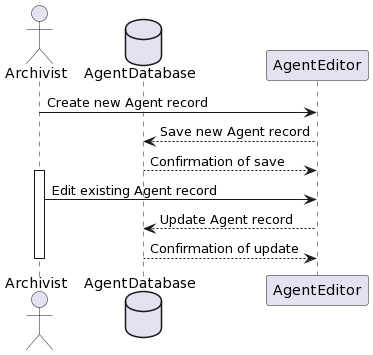 Archivist
AgentDatabase
AgentEditor
Create new Agent record
Save new Agent record
Confirmation of save
Edit existing Agent record
Update Agent record
Confirmation of update
Archivist
AgentDatabase
AgentEditor